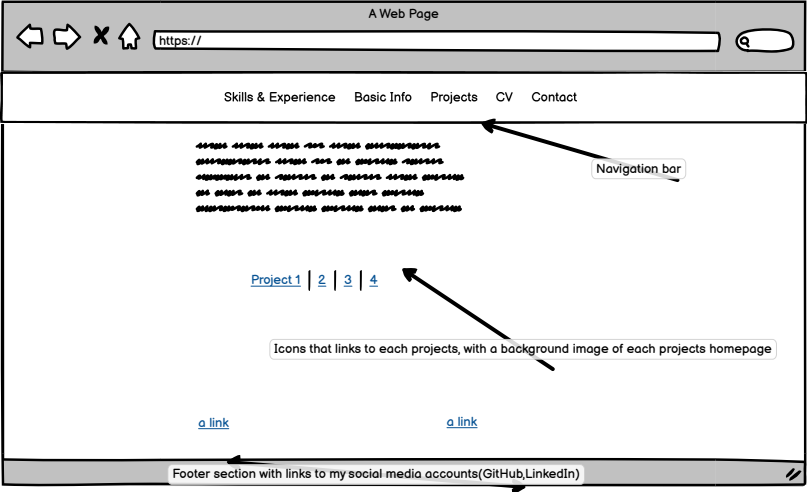 A Web Page
https://
Skills & Experience Basic Info Projects CV Contact
Navigation bar
Project 1 | 2 | 3 | 4
Icons that links to each projects, with a background image of each projects homepage
a link a link
Footer section with links to my social media accounts(GitHub,LinkedIn)